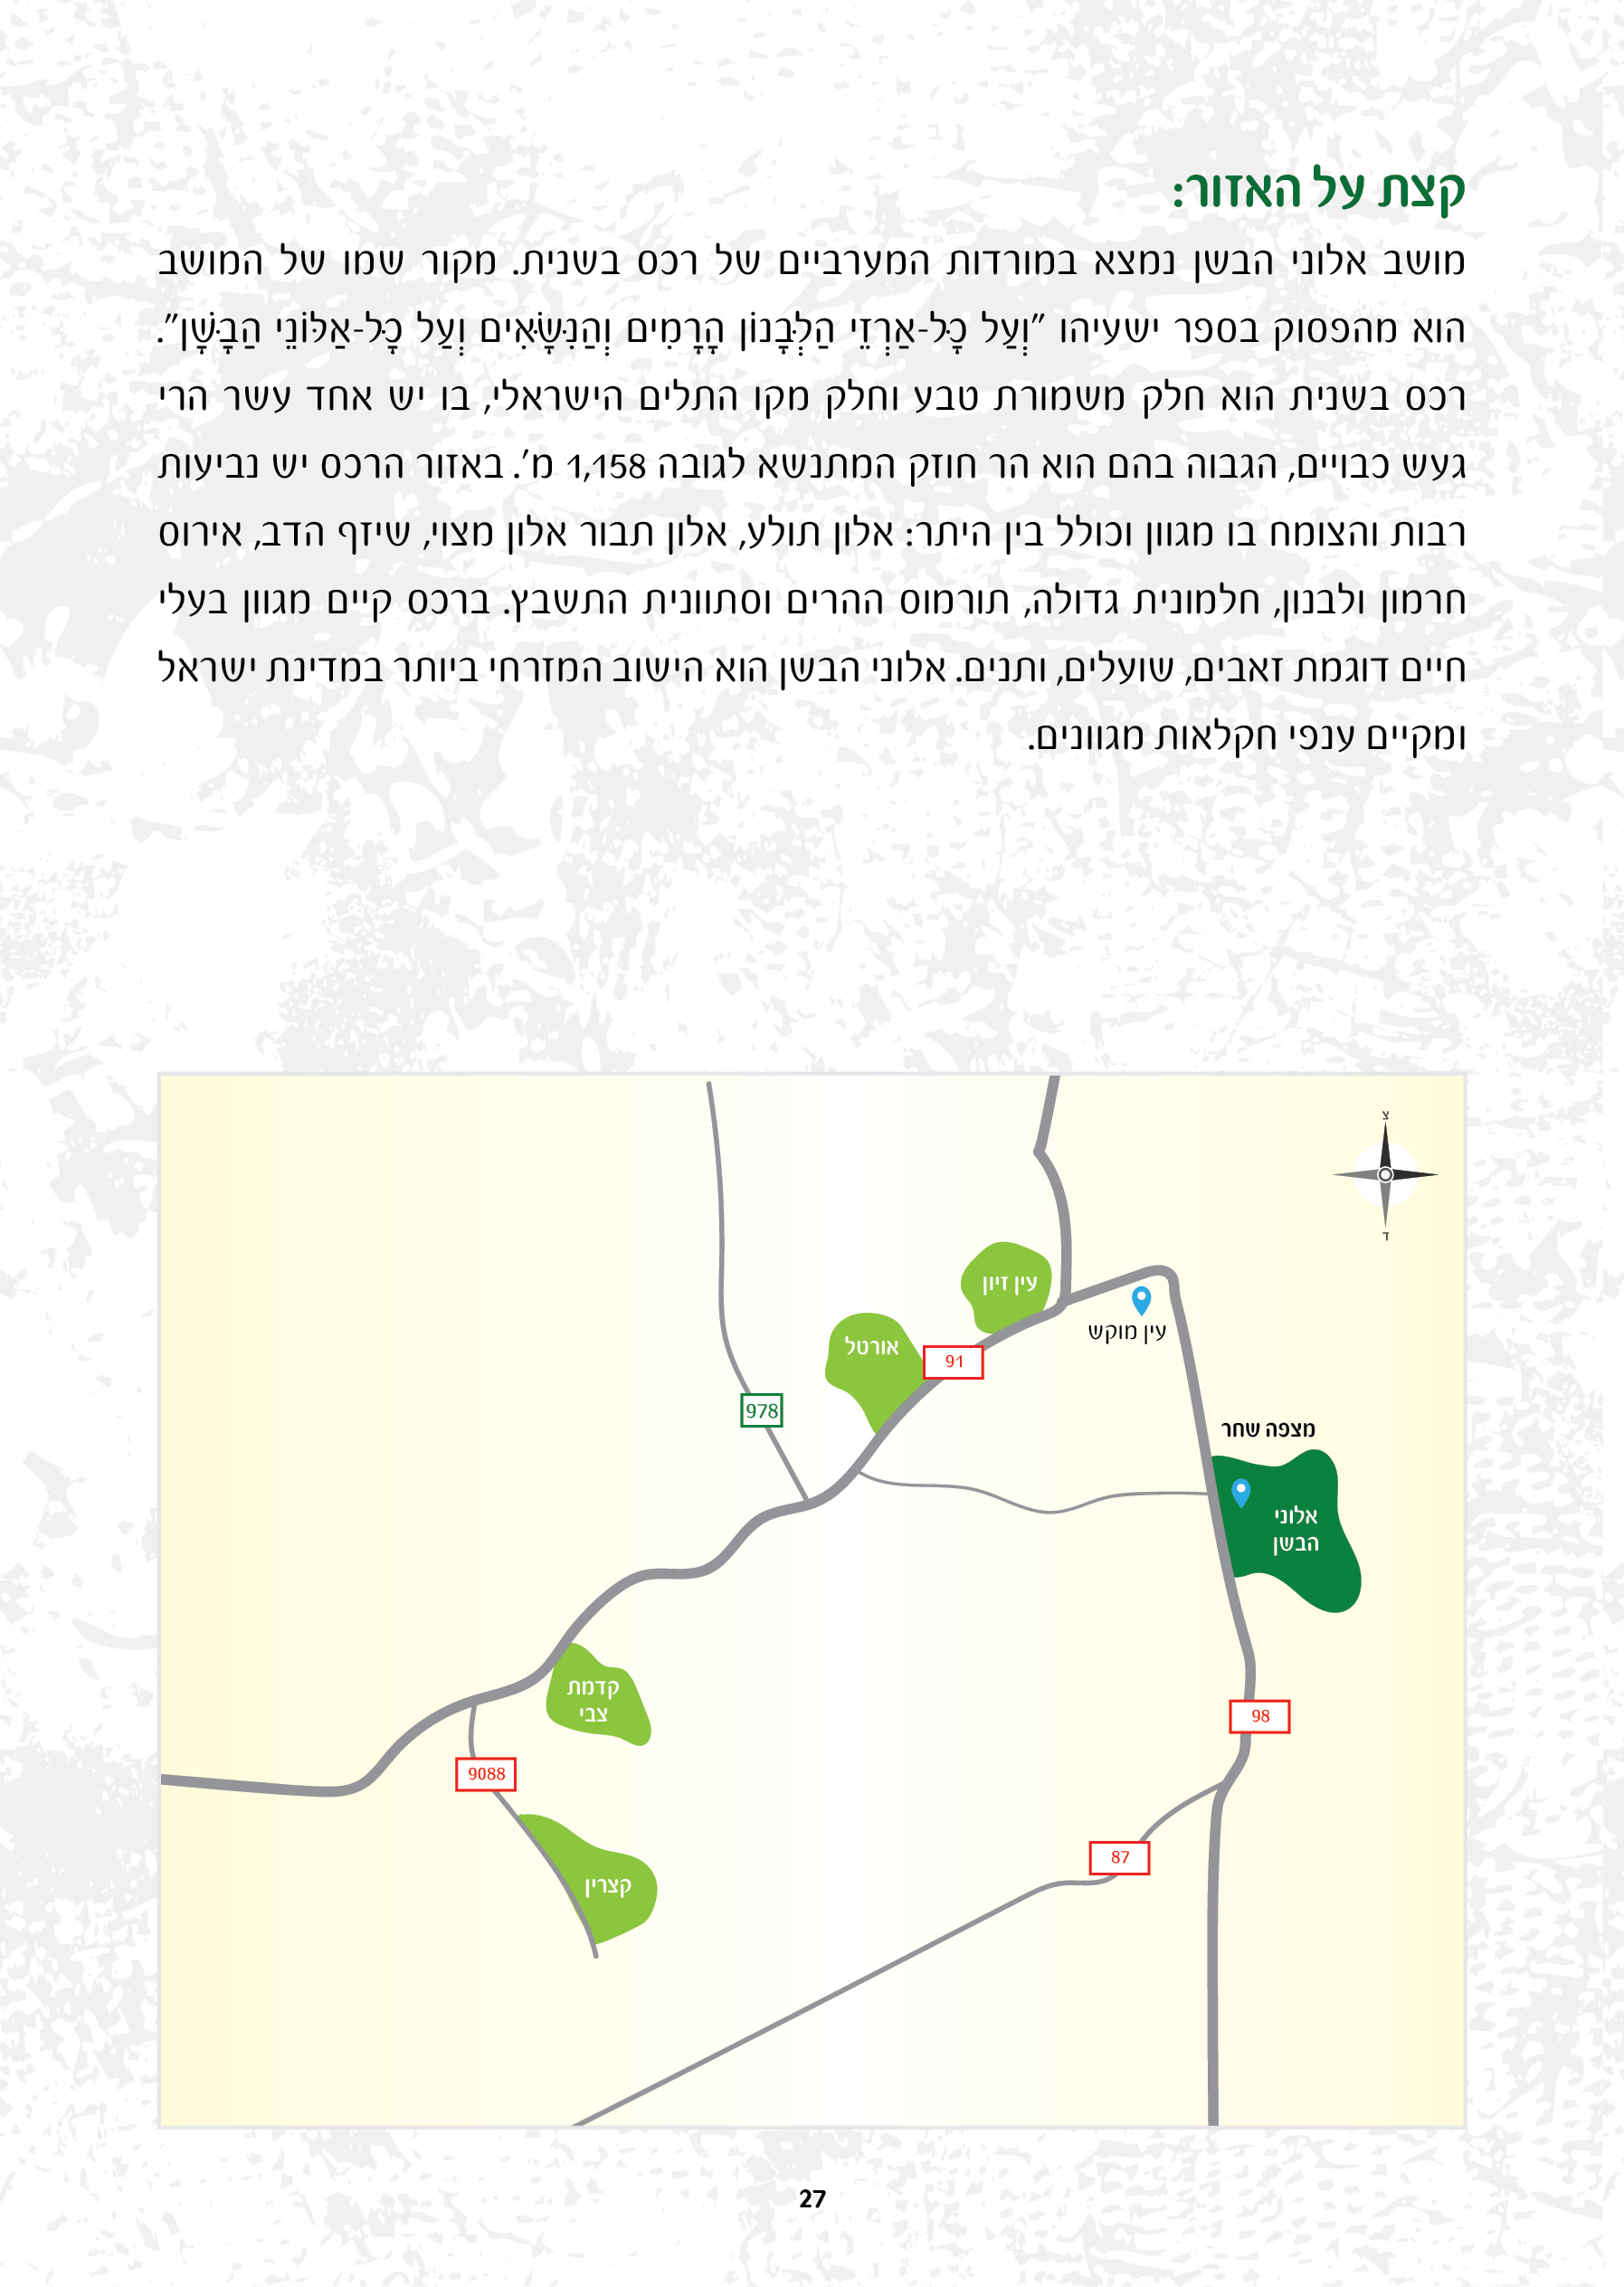 קצת על האזור:
מושב אלוני הבשן נמצא במורדות המערביים של רכס בשנית. מקור שמו של המושב
הוא מהפסוק בספר ישעיהו "וְעַל כָּל-אַרְזֵי הַלְּבָנוֹן הָרָמִים וְהַנִּשָּׂאִים וְעַל כָּל-אַלּוֹנֵי הַבָּשָׁן".
רכס בשנית הוא חלק משמורת טבע וחלק מקו התלים הישראלי, בו יש אחד עשר הרי
געש כבויים, הגבוה בהם הוא הר חוזק המתנשא לגובה 1,158 מ'. באזור הרכס יש נביעות
רבות והצומח בו מגוון וכולל בין היתר: אלון תולע, אלון תבור אלון מצוי, שיזף הדב, אירוס
חרמון ולבנון, חלמונית גדולה, תורמוס ההרים וסתוונית התשבץ. ברכס קיים מגוון בעלי
חיים דוגמת זאבים, שועלים, ותנים. אלוני הבשן הוא הישוב המזרחי ביותר במדינת ישראל
ומקיים ענפי חקלאות מגוונים.
צ
ד
עין זיון
עין מוקש
אורטל
91
978
מצפה שחר
אלוני
הבשן
קדמת
צבי
98
9088
87
קצרין
27